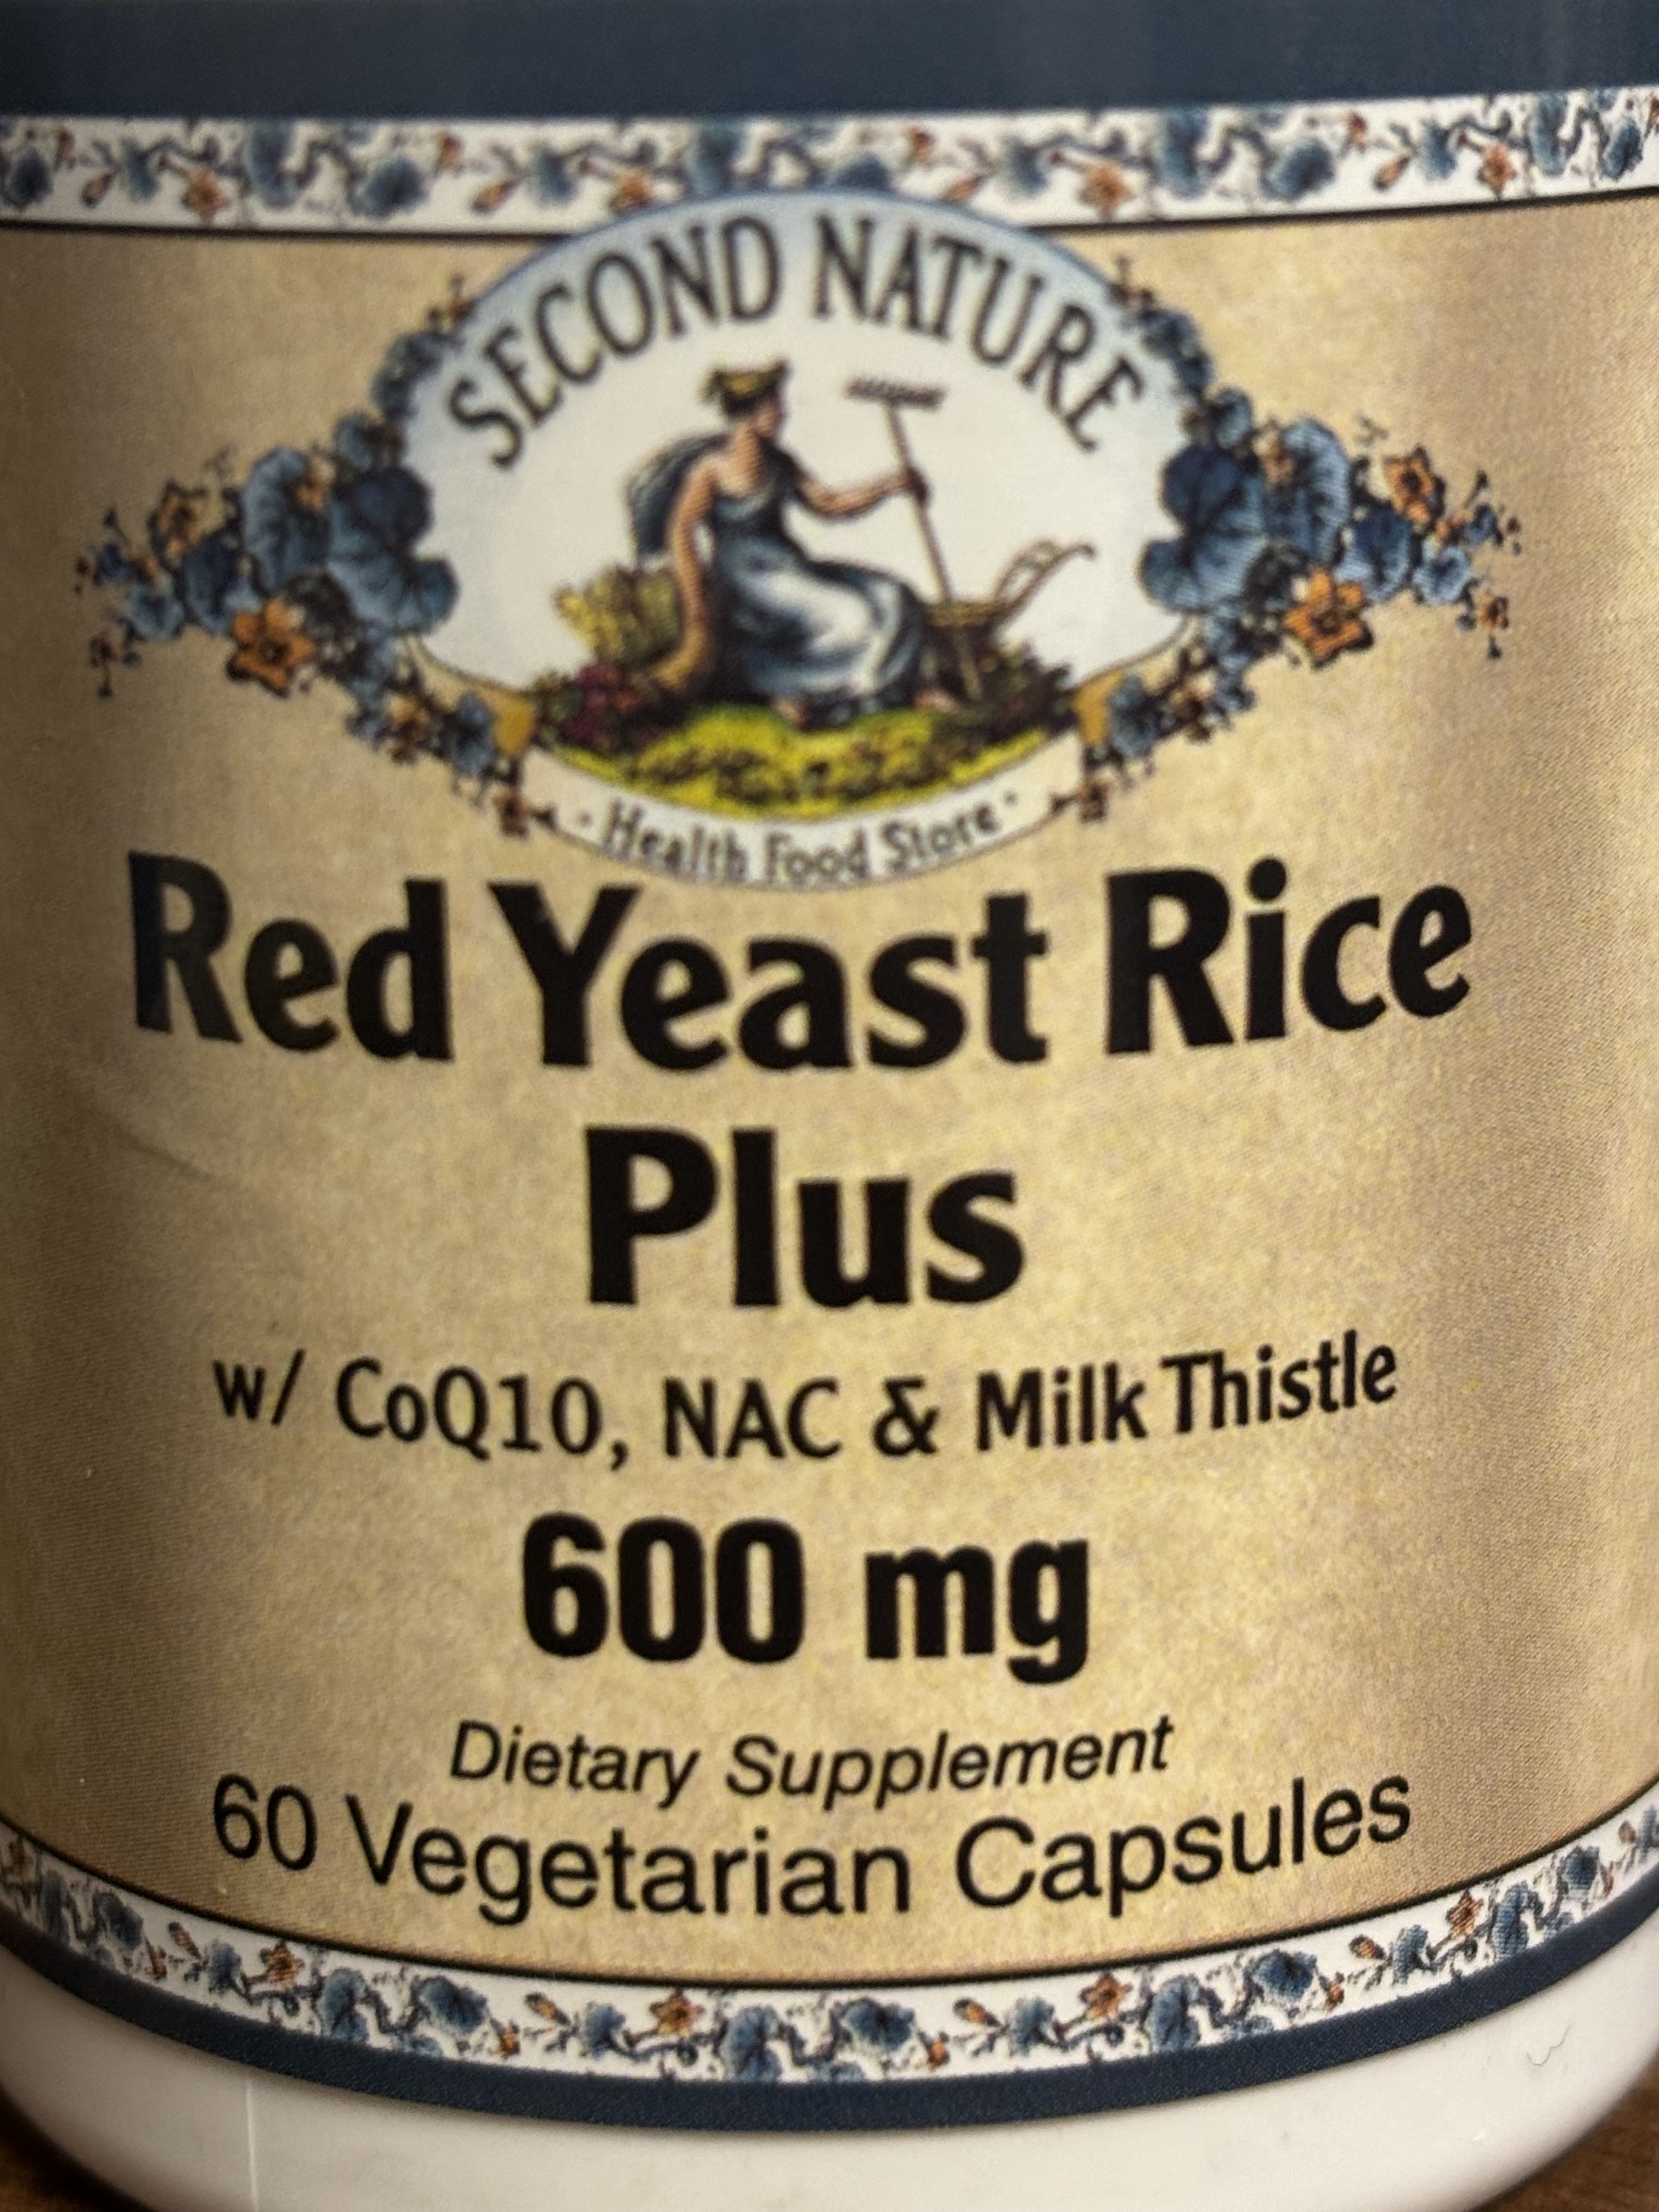 SECOND NATURE
· Health Food Store ·
Red Yeast Rice
Plus
w/ CoQ10, NAC & Milk Thistle
600 mg
Dietary Supplement
60 Vegetarian Capsules